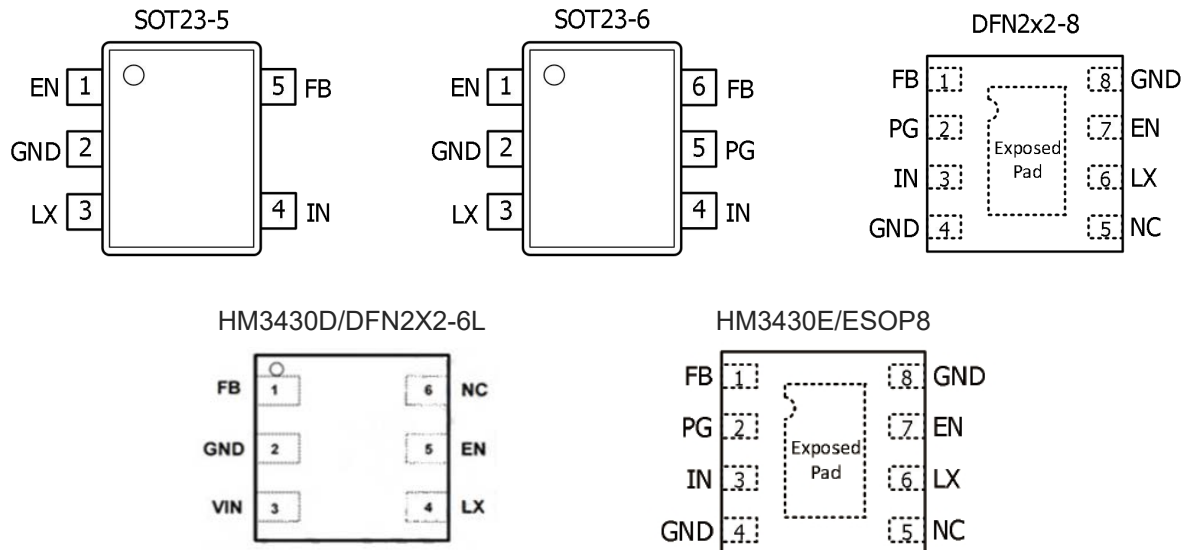 SOT23-5 SOT23-6 DFN2x2-8
EN 1 5 FB EN 1 6 FB FB 1 8 GND
PG 2 7 EN
GND 2 GND 2 5 PG Exposed
Pad
IN 3 6 LX
LX 3 4 IN LX 3 4 IN
GND 4 5 NC
HM3430D/DFN2X2-6L HM3430E/ESOP8
FB 1 6 NC FB 1 8 GND
PG 2 7 EN
GND 2 5 EN Exposed
Pad
IN 3 6 LX
VIN 3 4 LX
GND 4 5 NC